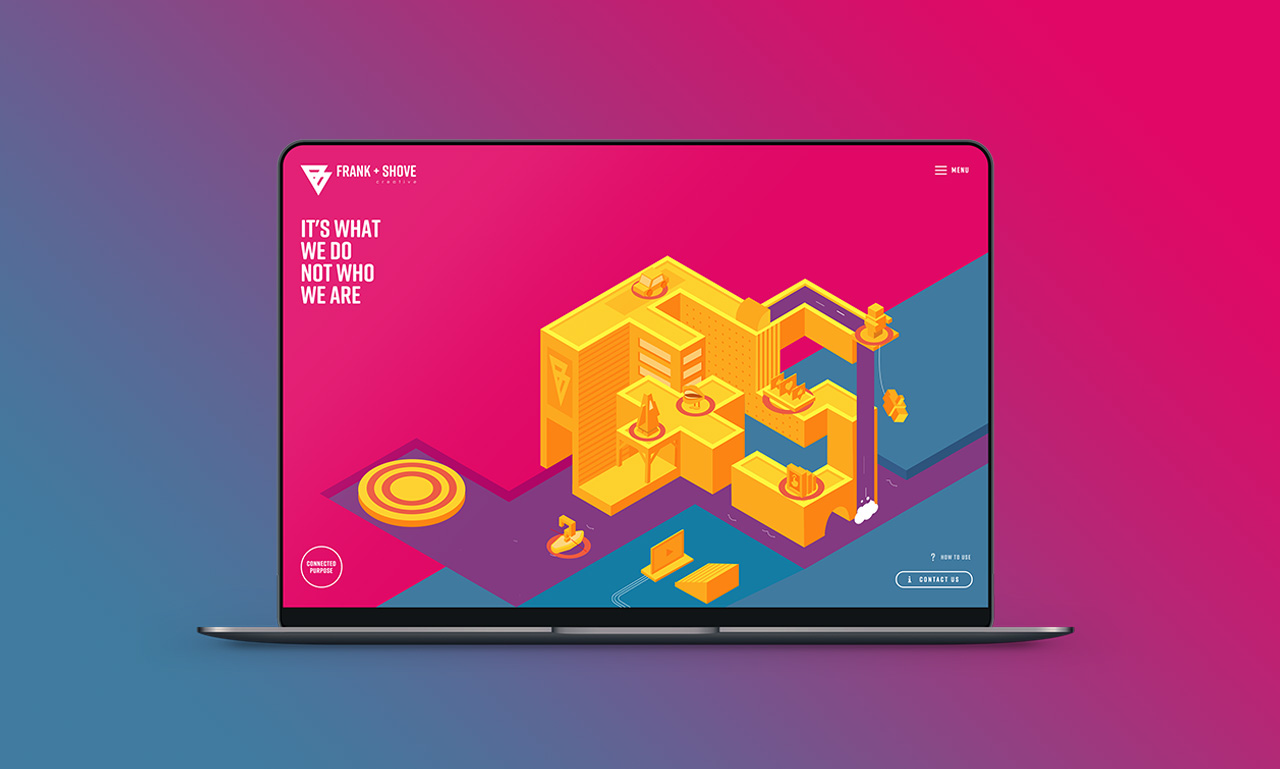 FRANK + SHOVE
creative
MENU
IT'S WHAT
WE DO
NOT WHO
WE ARE
CONNECTED
PURPOSE
? HOW TO USE
i CONTACT US